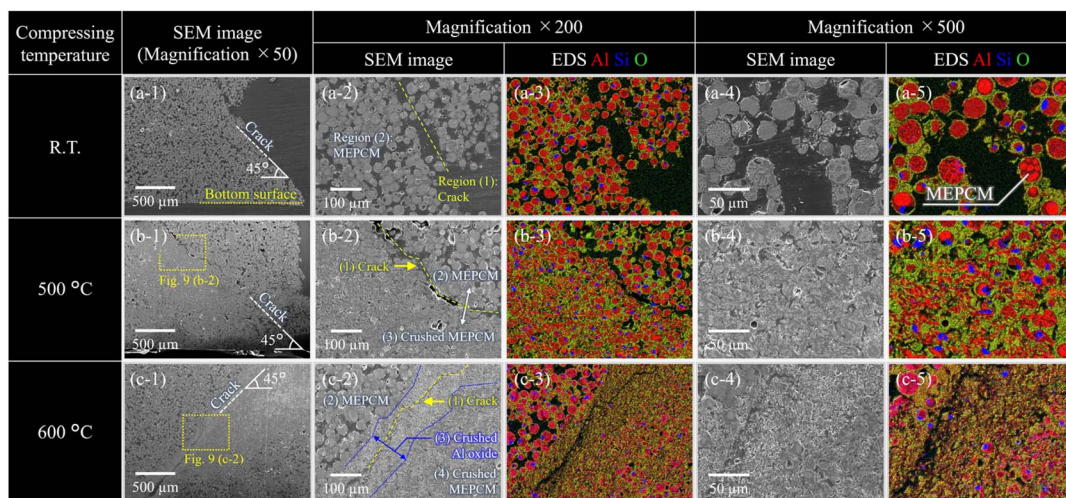 Compressing
temperature
SEM image
(Magnification × 50)
Magnification × 200
Magnification × 500
SEM image
EDS Al Si O
SEM image
EDS Al Si O
R.T.
(a-1)
Crack
45°
Bottom surface
500 µm
(a-2)
Region (2):
MEPCM
Region (1):
Crack
100 µm
(a-3)
(a-4)
50 µm
(a-5)
MEPCM
500 °C
(b-1)
Fig. 9 (b-2)
Crack
45°
500 µm
(b-2)
(1) Crack
(2) MEPCM
(3) Crushed MEPCM
100 µm
(b-3)
(b-4)
50 µm
(b-5)
600 °C
(c-1)
Crack
45°
Fig. 9 (c-2)
500 µm
(c-2)
(2) MEPCM
(1) Crack
(3) Crushed
Al oxide
(4) Crushed
MEPCM
100 µm
(c-3)
(c-4)
50 µm
(c-5)